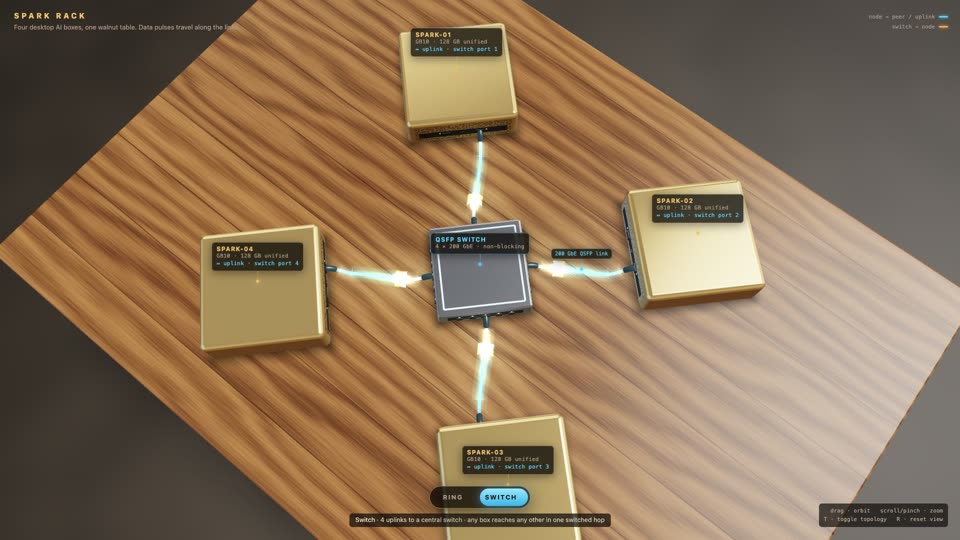 SPARK RACK
Four desktop AI boxes, one walnut table. Data pulses travel along the links.
node → peer / uplink
switch → node
SPARK-01
GB10 · 128 GB unified
↔ uplink · switch port 1
SPARK-02
GB10 · 128 GB unified
↔ uplink · switch port 2
QSFP SWITCH
4 × 200 GbE · non-blocking
200 GbE QSFP link
SPARK-04
GB10 · 128 GB unified
↔ uplink · switch port 4
SPARK-03
GB10 · 128 GB unified
↔ uplink · switch port 3
RING SWITCH
Switch · 4 uplinks to a central switch · any box reaches any other in one switched hop
drag · orbit scroll/pinch · zoom
T · toggle topology R · reset view